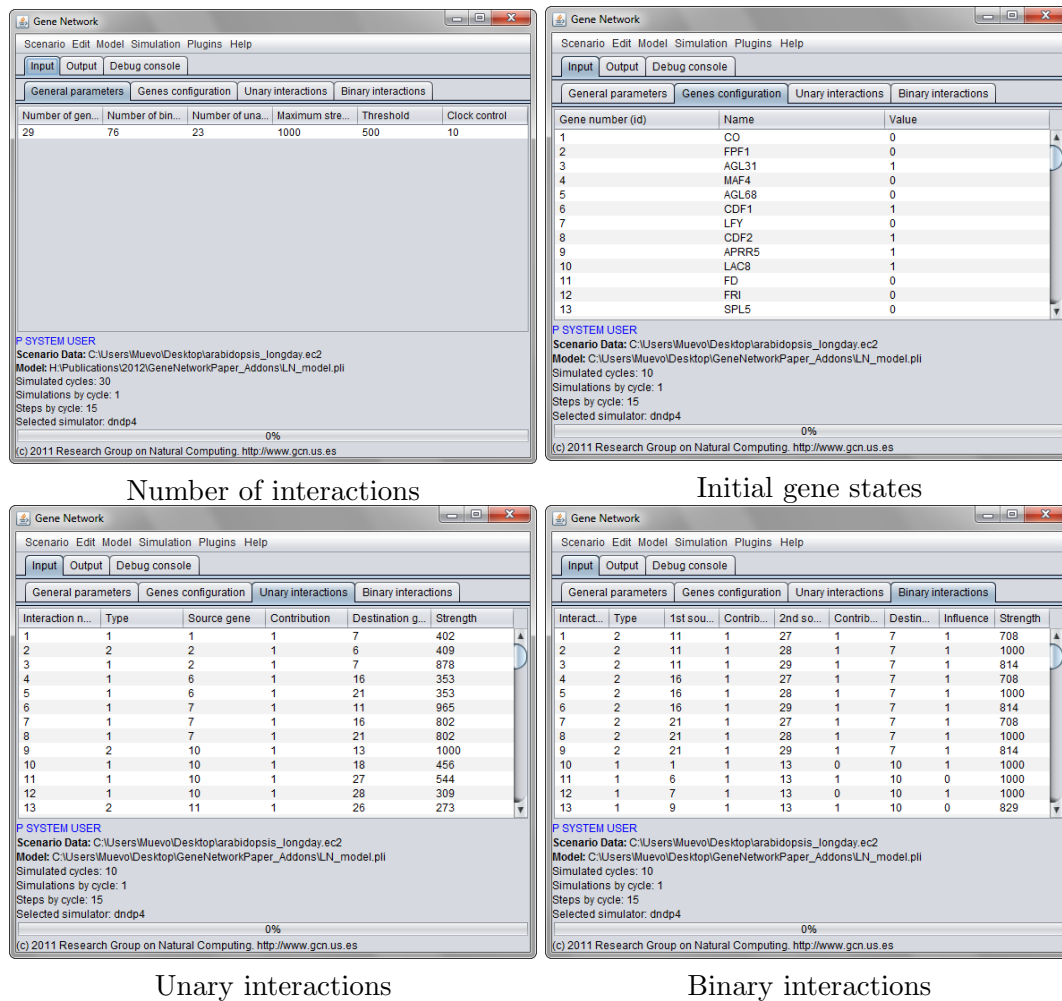 Gene Network
Scenario Edit Model Simulation Plugins Help
Input Output Debug console
General parameters Genes configuration Unary interactions Binary interactions
Number of gen... Number of bin... Number of una... Maximum stre... Threshold Clock control
29 76 23 1000 500 10
P SYSTEM USER
Scenario Data: C:\Users\Muevo\Desktop\arabidopsis_longday.ec2
Model: H:\Publications\2012\GeneNetworkPaper_Addons\LN_model.pli
Simulated cycles: 30
Simulations by cycle: 1
Steps by cycle: 15
Selected simulator: dndp4
0%
(c) 2011 Research Group on Natural Computing. http://www.gcn.us.es
Number of interactions
Gene Network
Scenario Edit Model Simulation Plugins Help
Input Output Debug console
General parameters Genes configuration Unary interactions Binary interactions
Gene number (id) Name Value
1 CO 0
2 FPF1 0
3 AGL31 1
4 MAF4 0
5 AGL68 0
6 CDF1 1
7 LFY 0
8 CDF2 1
9 APRR5 1
10 LAC8 1
11 FD 0
12 FRI 0
13 SPL5 0
P SYSTEM USER
Scenario Data: C:\Users\Muevo\Desktop\arabidopsis_longday.ec2
Model: C:\Users\Muevo\Desktop\GeneNetworkPaper_Addons\LN_model.pli
Simulated cycles: 10
Simulations by cycle: 1
Steps by cycle: 15
Selected simulator: dndp4
0%
(c) 2011 Research Group on Natural Computing. http://www.gcn.us.es
Initial gene states
Gene Network
Scenario Edit Model Simulation Plugins Help
Input Output Debug console
General parameters Genes configuration Unary interactions Binary interactions
Interaction n... Type Source gene Contribution Destination g... Strength
1 1 1 1 7 402
2 2 2 1 6 409
3 1 2 1 7 878
4 1 6 1 16 353
5 1 6 1 21 353
6 1 7 1 11 965
7 1 7 1 16 802
8 1 7 1 21 802
9 2 10 1 13 1000
10 1 10 1 18 456
11 1 10 1 27 544
12 1 10 1 28 309
13 2 11 1 26 273
P SYSTEM USER
Scenario Data: C:\Users\Muevo\Desktop\arabidopsis_longday.ec2
Model: C:\Users\Muevo\Desktop\GeneNetworkPaper_Addons\LN_model.pli
Simulated cycles: 10
Simulations by cycle: 1
Steps by cycle: 15
Selected simulator: dndp4
0%
(c) 2011 Research Group on Natural Computing. http://www.gcn.us.es
Unary interactions
Gene Network
Scenario Edit Model Simulation Plugins Help
Input Output Debug console
General parameters Genes configuration Unary interactions Binary interactions
Interact... Type 1st sou... Contrib... 2nd so... Contrib... Destin... Influence Strength
1 2 11 1 27 1 7 1 708
2 2 11 1 28 1 7 1 1000
3 2 11 1 29 1 7 1 814
4 2 16 1 27 1 7 1 708
5 2 16 1 28 1 7 1 1000
6 2 16 1 29 1 7 1 814
7 2 21 1 27 1 7 1 708
8 2 21 1 28 1 7 1 1000
9 2 21 1 29 1 7 1 814
10 1 1 1 13 0 10 1 1000
11 1 6 1 13 1 10 0 1000
12 1 7 1 13 0 10 1 1000
13 1 9 1 13 1 10 0 829
P SYSTEM USER
Scenario Data: C:\Users\Muevo\Desktop\arabidopsis_longday.ec2
Model: C:\Users\Muevo\Desktop\GeneNetworkPaper_Addons\LN_model.pli
Simulated cycles: 10
Simulations by cycle: 1
Steps by cycle: 15
Selected simulator: dndp4
0%
(c) 2011 Research Group on Natural Computing. http://www.gcn.us.es
Binary interactions